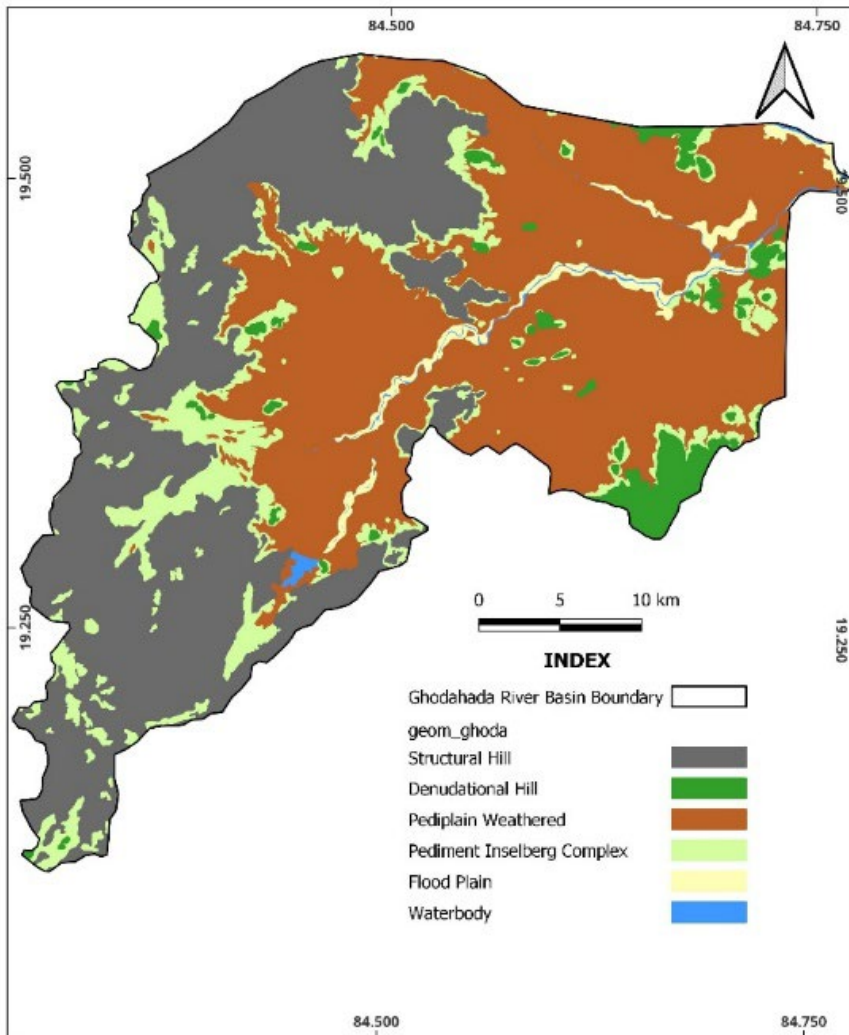 84.500 84.750
19.500 19.500
0 5 10 km
19.250 19.250
INDEX
Ghodahada River Basin Boundary
geom_ghoda
Structural Hill
Denudational Hill
Pediplain Weathered
Pediment Inselberg Complex
Flood Plain
Waterbody
84.500 84.750